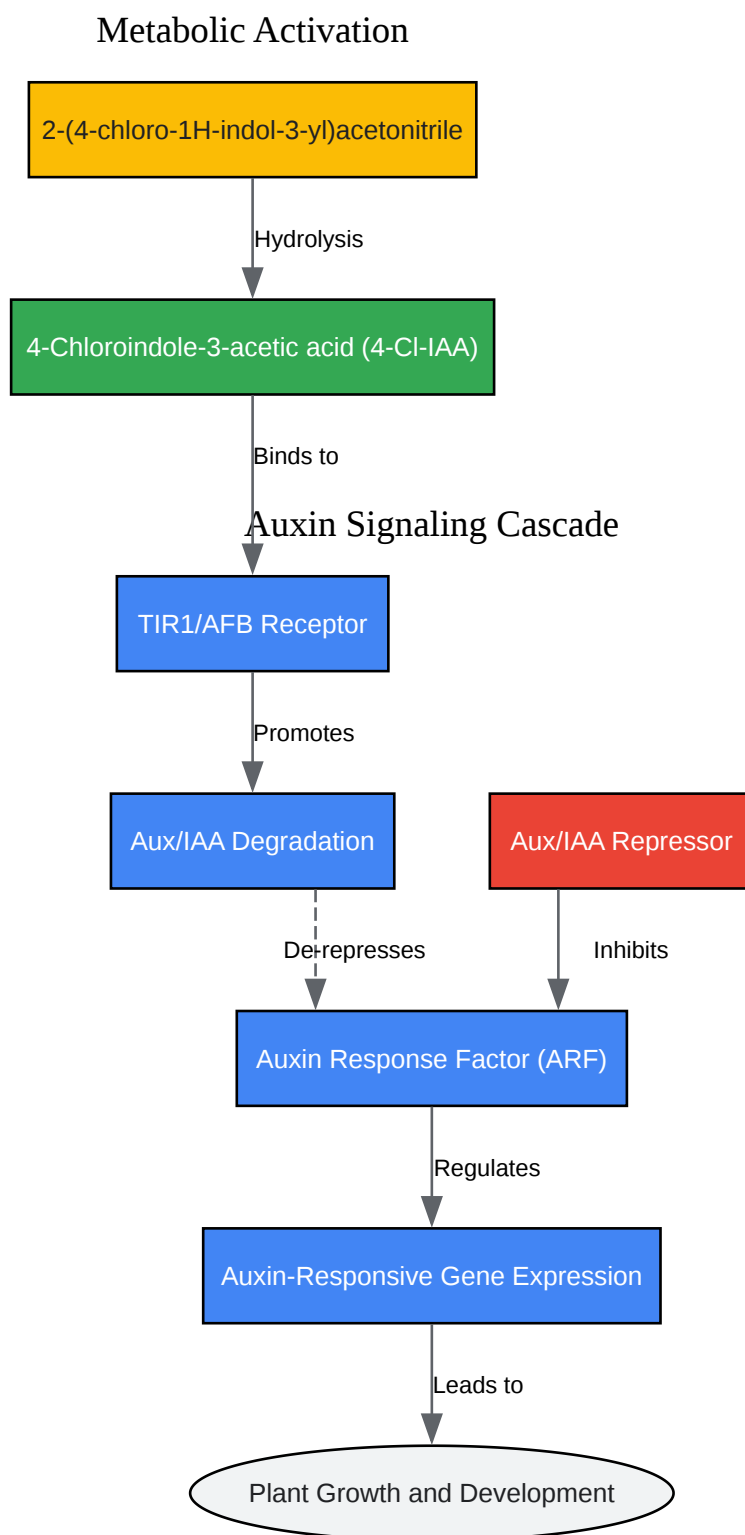 Metabolic Activation
2-(4-chloro-1H-indol-3-yl)acetonitrile
Hydrolysis
4-Chloroindole-3-acetic acid (4-Cl-IAA)
Binds to
Auxin Signaling Cascade
TIR1/AFB Receptor
Promotes
Aux/IAA Degradation
Aux/IAA Repressor
De-represses
Inhibits
Auxin Response Factor (ARF)
Regulates
Auxin-Responsive Gene Expression
Leads to
Plant Growth and Development